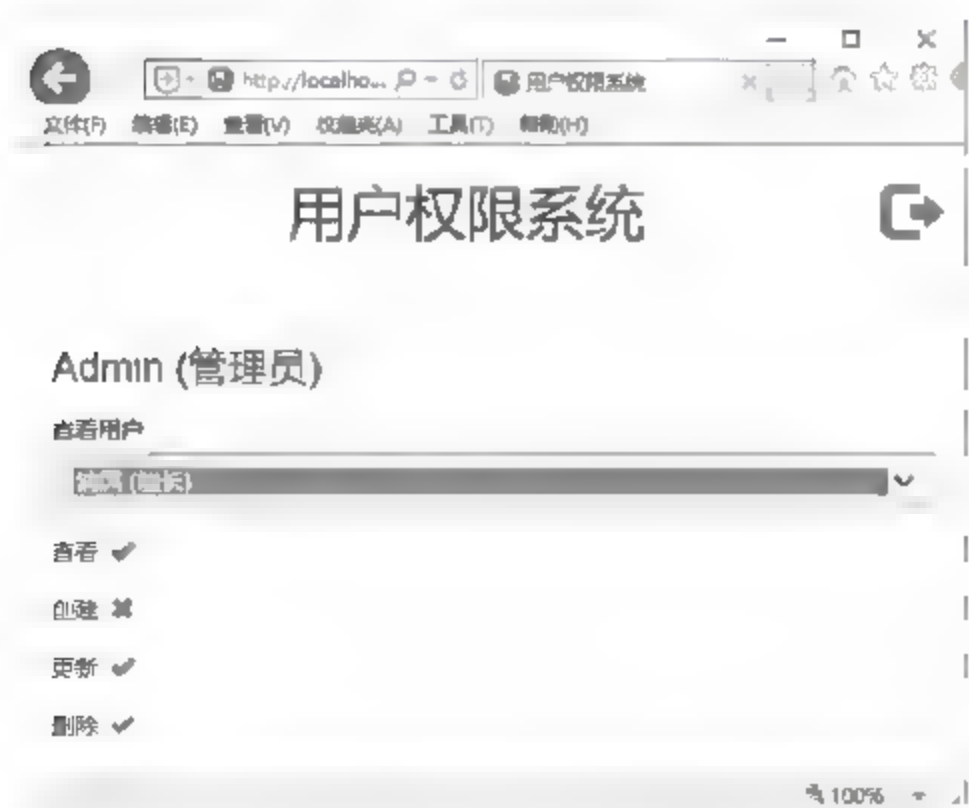 http://localho... 用户权限系统
文件(F) 编辑(E) 查看(V) 收藏夹(A) 工具(T) 帮助(H)
用户权限系统
Admin (管理员)
查看用户
(组长)
查看
创建
更新
删除
100%